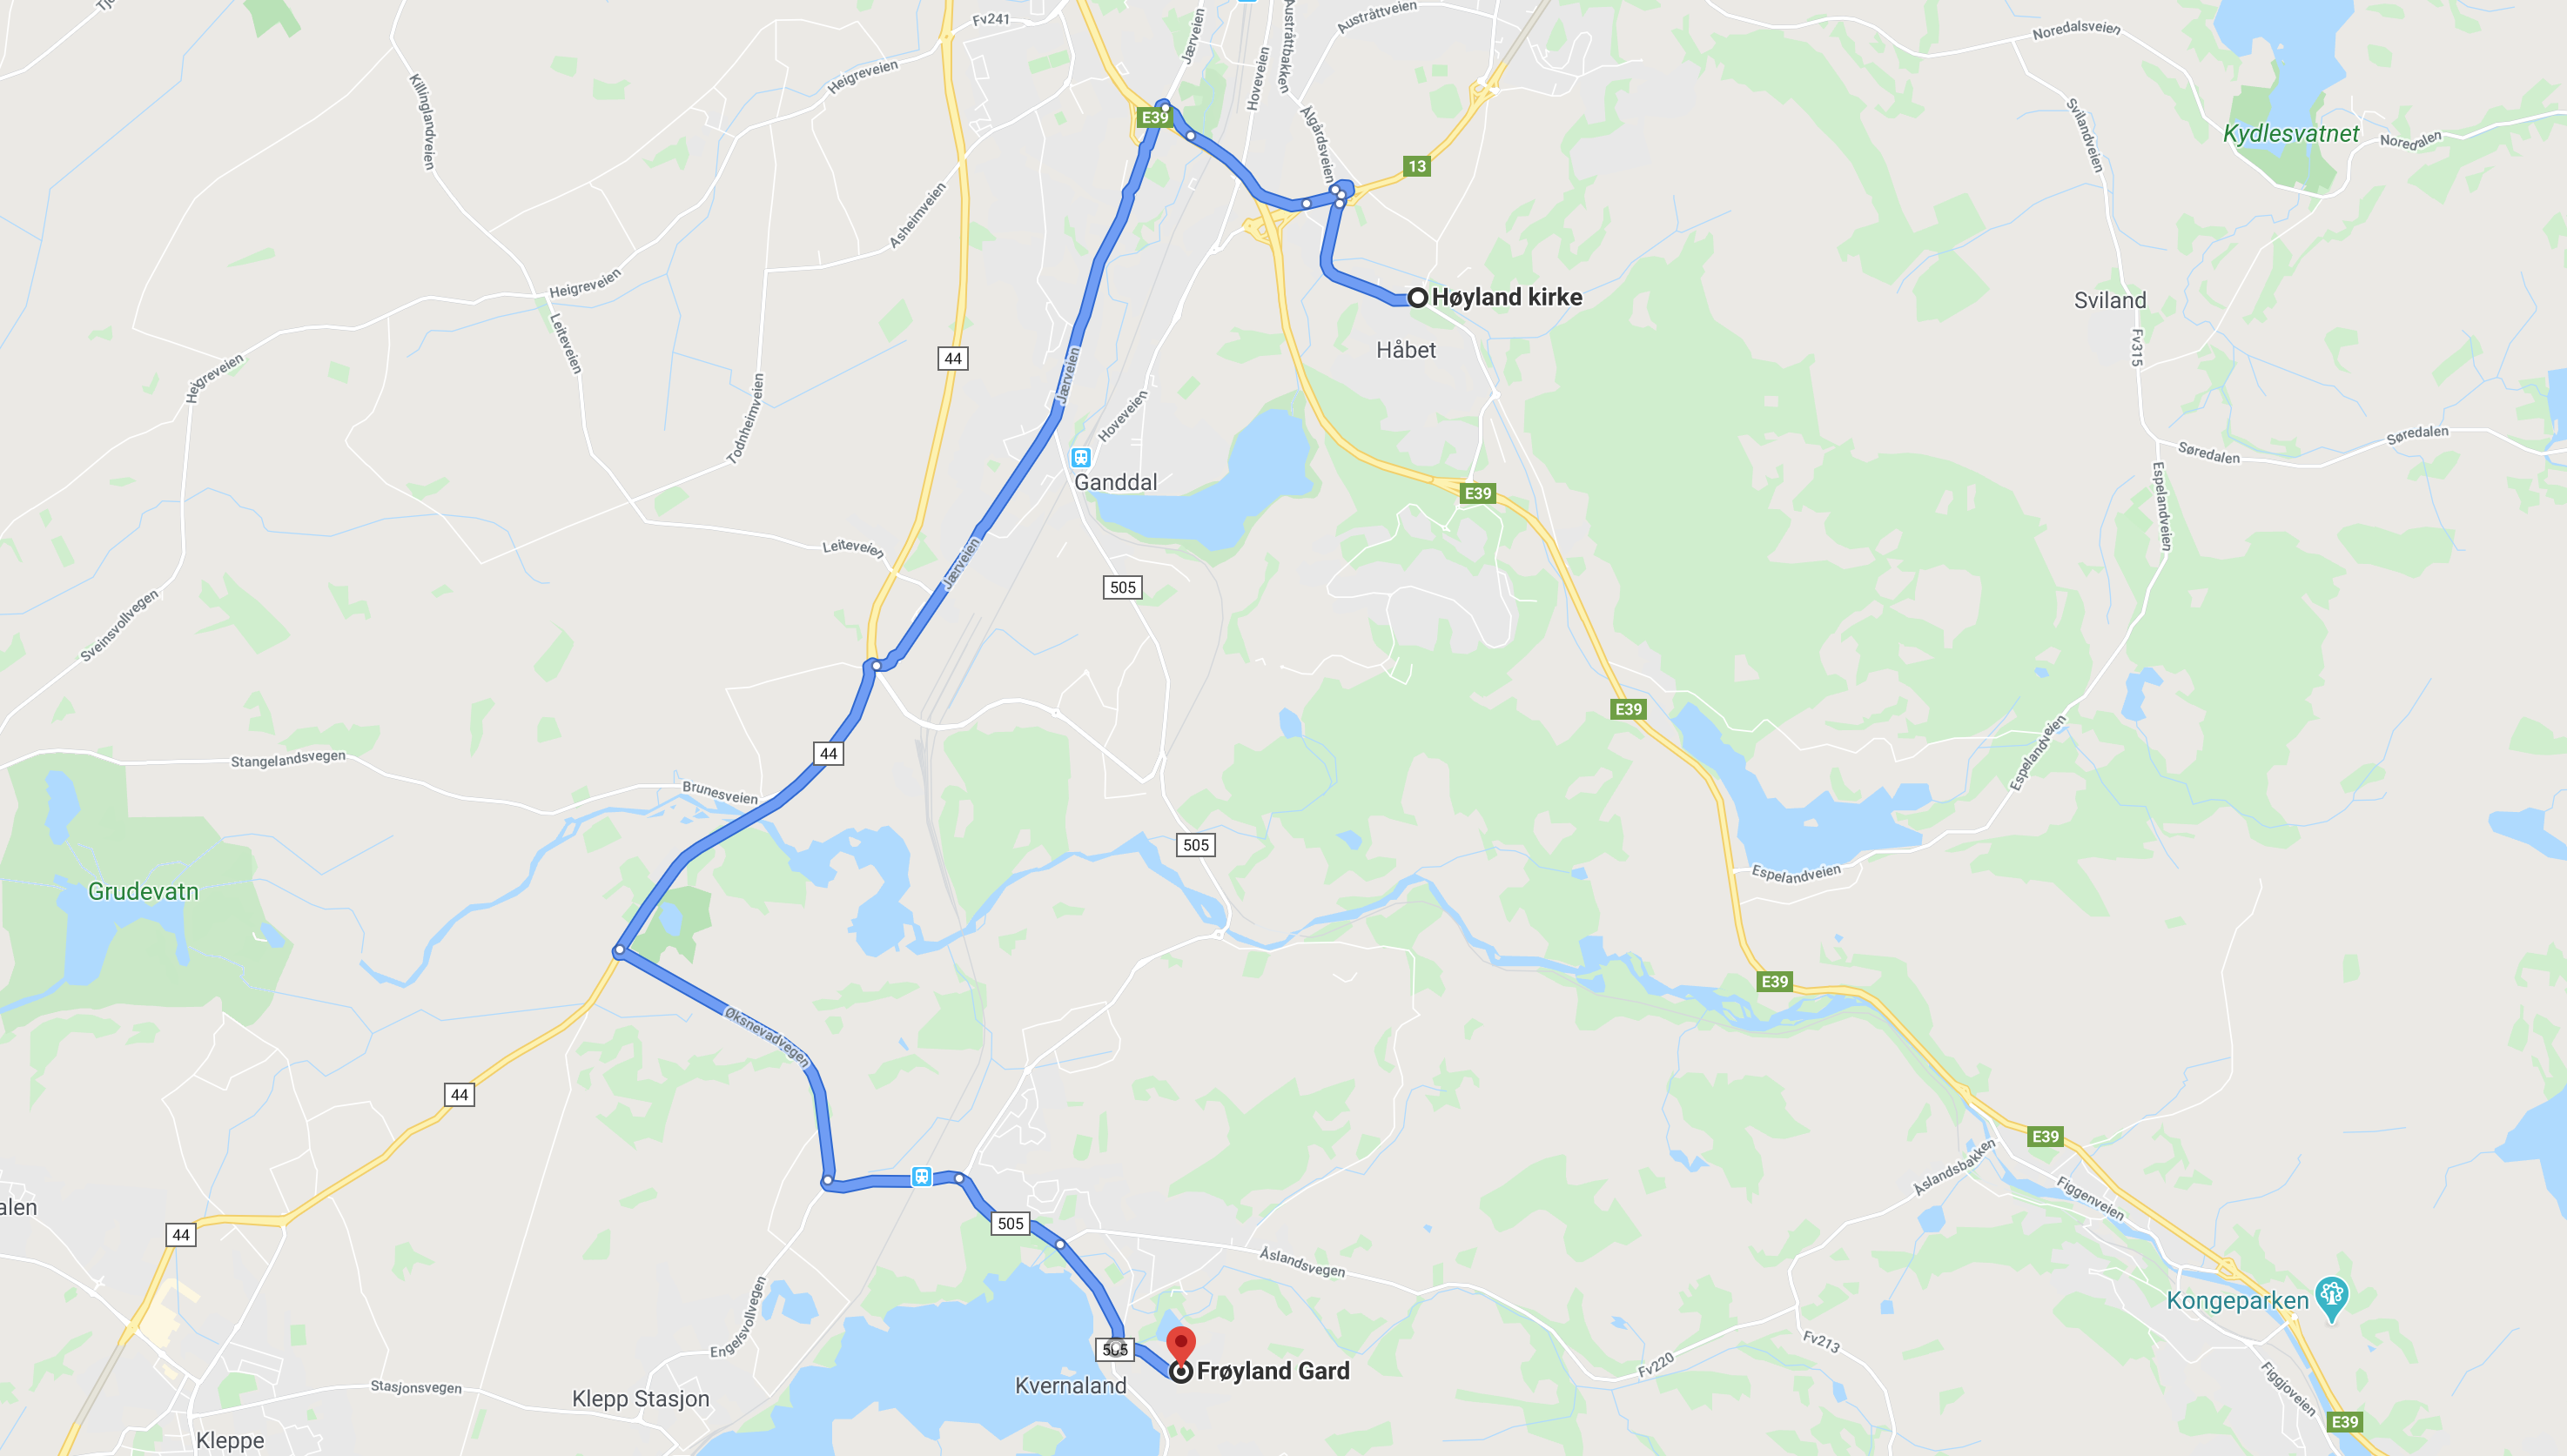 Fv241
Jærveien
Hoveveien
Austråttbakken
Austråttveien
Noredalsveien
Heigreveien
Killinglandveien
E39
Ålgårdsveien
13
Svilandveien
Kydlesvatnet
Noredalen
Asheimveien
Heigreveien
Høyland kirke
Sviland
Leiteveien
Håbet
Fv315
44
Heigreveien
Jærveien
Todnheimveien
Hoveveien
Søredalen
Søredalen
Ganddal
E39
Espelandveien
Leiteveien
Jærveien
505
Sveinsvollvegen
E39
Stangelandsvegen
44
Espelandveien
Brunesveien
505
Espelandveien
Grudevatn
E39
Øksnevadvegen
44
E39
Åslandsbakken
Figgenveien
alen
505
44
Åslandsvegen
Kongeparken
Engelsvollvegen
Fv213
505
Frøyland Gard
Fv220
Kvernaland
Stasjonsvegen
Klepp Stasjon
Figgjoveien
E39
Kleppe